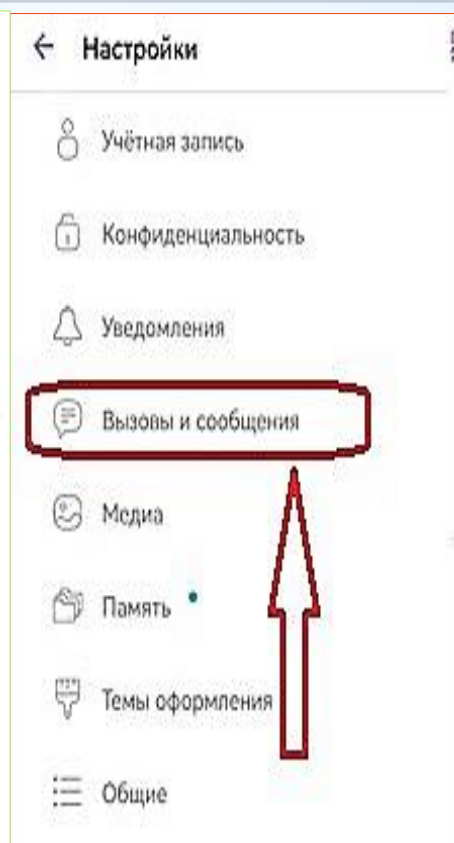 Настройки
Учётная запись
Конфиденциальность
Уведомления
Вызовы и сообщения
Медиа
Память
Темы оформления
Общие